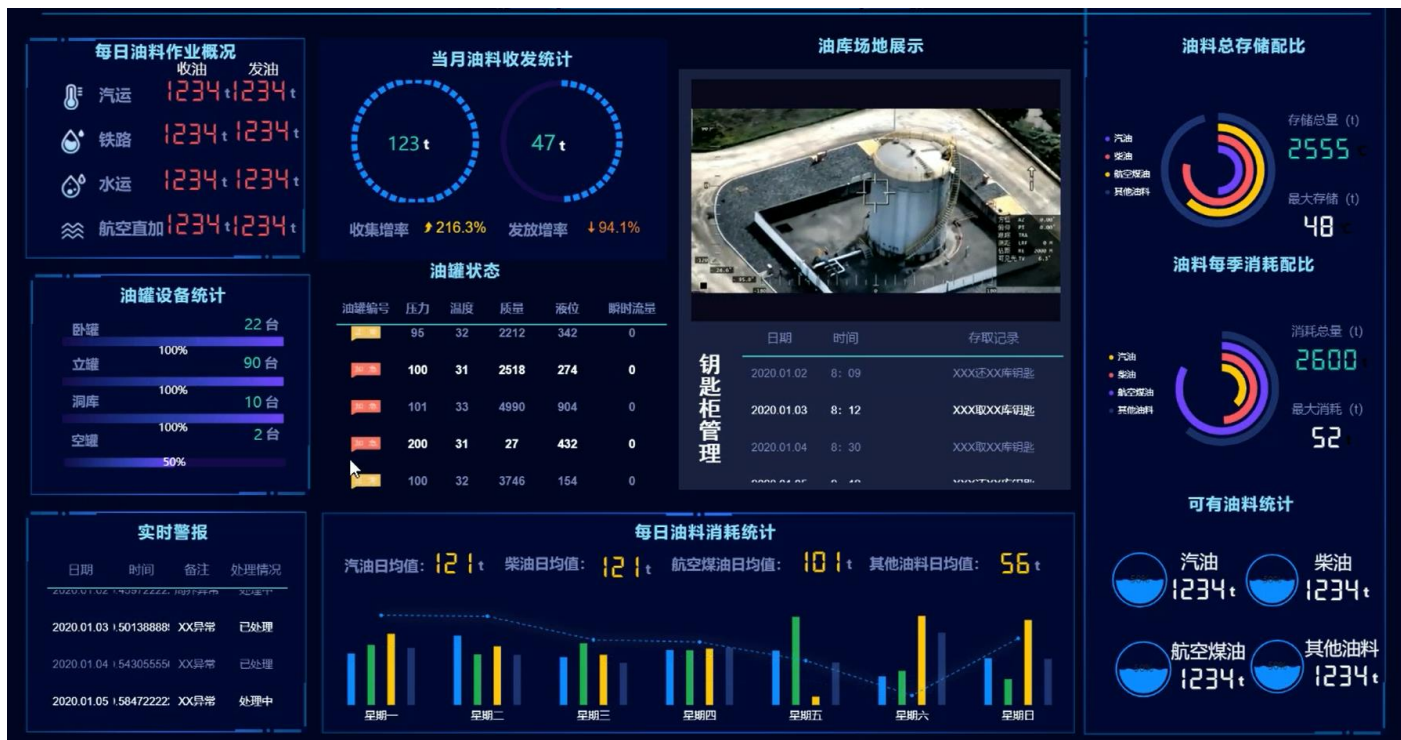 每日油料作业概况
收油 发油
汽运 1234 t 1234 t
铁路 1234 t 1234 t
水运 1234 t 1234 t
航空直加 1234 t 1234 t
油罐设备统计
卧罐 22 台
100%
立罐 90 台
100%
洞库 10 台
100%
空罐 2 台
50%
实时警报
日期 时间 备注 处理情况
2020.01.03 .50138888 XX异常 已处理
2020.01.04 .54305555 XX异常 已处理
2020.01.05 .58472222 XX异常 处理中
当月油料收发统计
123 t 47 t
收集增率 216.3% 发放增率 94.1%
油罐状态
油罐编号 压力 温度 质量 液位 瞬时流量
95 32 2212 342 0
100 31 2518 274 0
101 33 4990 904 0
200 31 27 432 0
100 32 3746 154 0
油库场地展示
钥匙柜管理
日期 时间 存取记录
2020.01.02 8: 09 XXX还XX库钥匙
2020.01.03 8: 12 XXX取XX库钥匙
2020.01.04 8: 30 XXX取XX库钥匙
每日油料消耗统计
汽油日均值: 121 t 柴油日均值: 121 t 航空煤油日均值: 101 t 其他油料日均值: 56 t
星期一 星期二 星期三 星期四 星期五 星期六 星期日
油料总存储配比
汽油
柴油
航空煤油
其他油料
存储总量 (t)
2555
最大存储 (t)
48
油料每季消耗配比
汽油
柴油
航空煤油
其他油料
消耗总量 (t)
2600
最大消耗 (t)
52
可有油料统计
汽油 1234 t
柴油 1234 t
航空煤油 1234 t
其他油料 1234 t